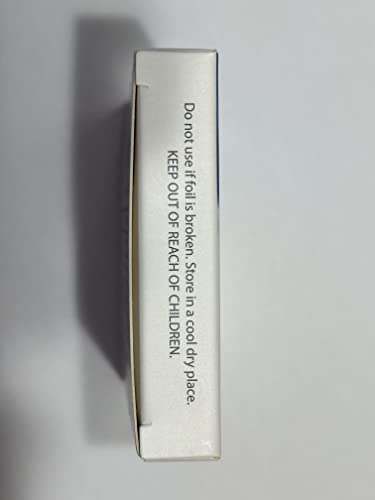 Do not use if foil is broken. Store in a cool dry place.
KEEP OUT OF REACH OF CHILDREN.